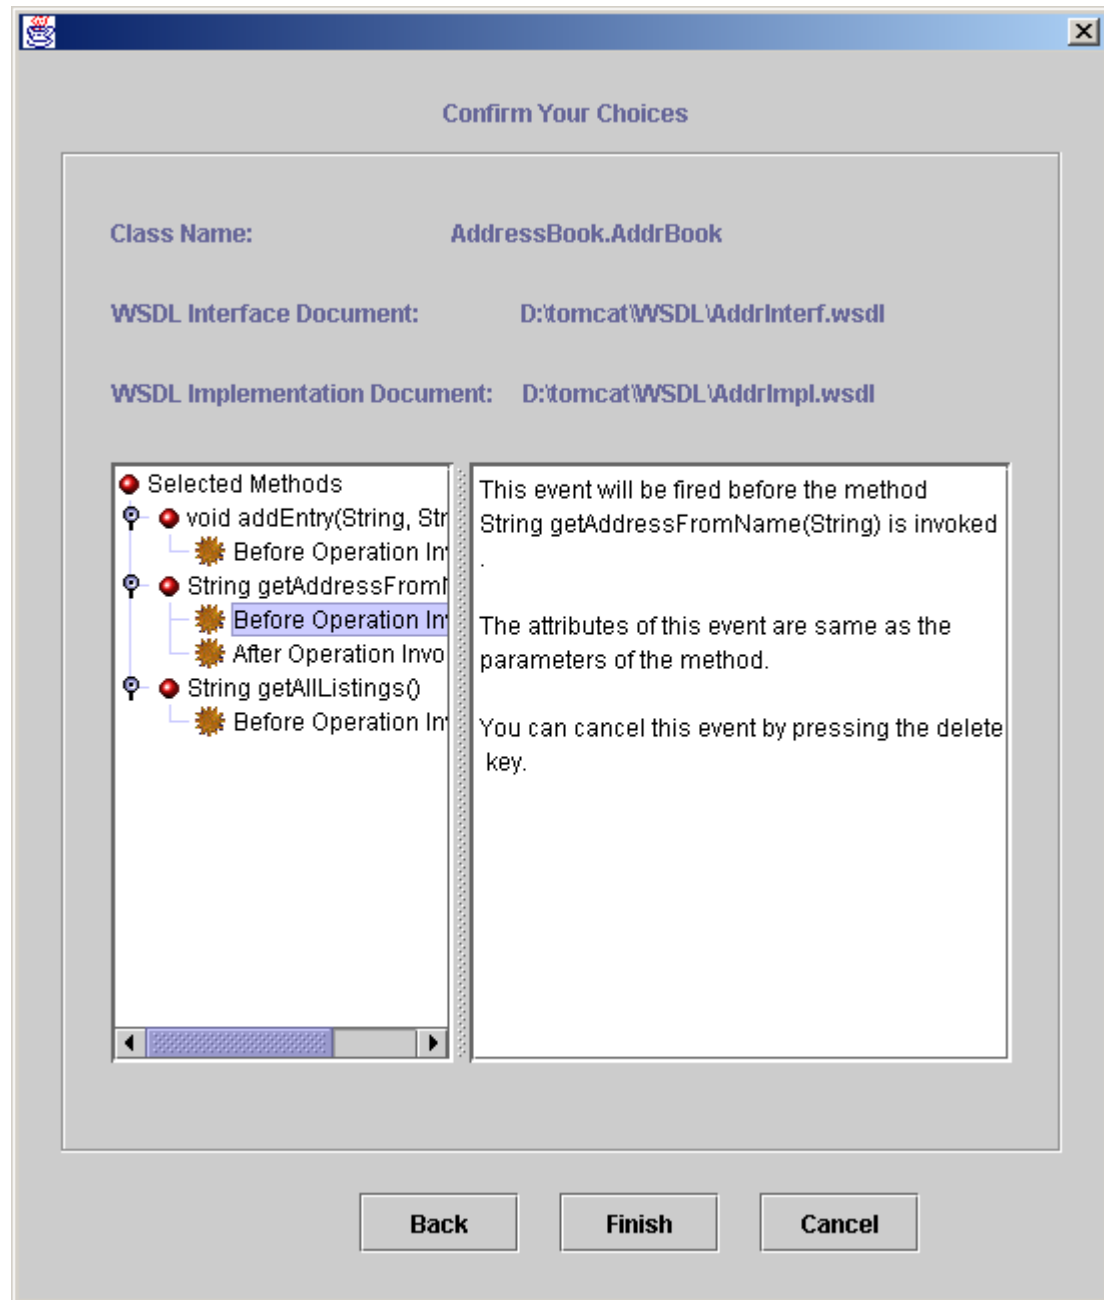 Confirm Your Choices
Class Name: AddressBook.AddrBook
WSDL Interface Document: D:\tomcat\WSDL\AddrInterf.wsdl
WSDL Implementation Document: D:\tomcat\WSDL\AddrImpl.wsdl
Selected Methods
void addEntry(String, Str
Before Operation In
String getAddressFrom
Before Operation In
After Operation Invo
String getAllListings()
Before Operation In
This event will be fired before the method
String getAddressFromName(String) is invoked
.
The attributes of this event are same as the
parameters of the method.
You can cancel this event by pressing the delete
key.
Back Finish Cancel